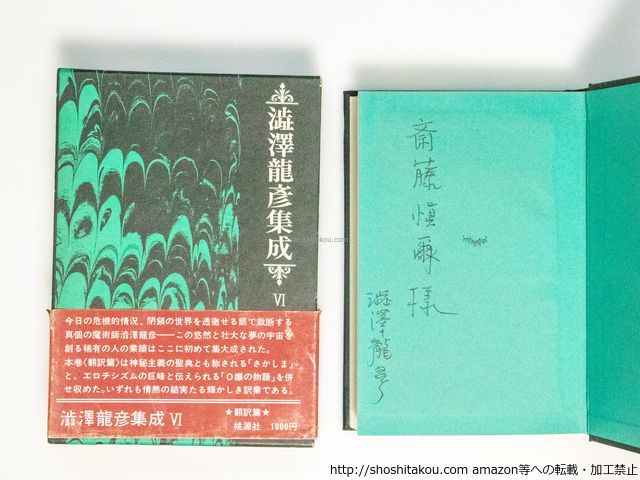 澁澤龍彥集成
VI
今日の危機的情況、閉鎖の世界を透徹せる眼で裁断する
真個の魔術師澁澤龍彦――この悠然と壮大な夢の宇宙を
創る稀有の人の業績はここに初めて集大成された。
本巻〈翻訳篇〉は神秘主義の聖典とも称される「さかしま」
と、エロチシズムの巨峰と伝えられる「O嬢の物語」を併
せ収めた。いずれも情熱の結実たる輝かしき訳業である。
澁澤龍彦集成 VI
★翻訳篇★
桃源社 1000円
斎藤慎爾様
澁澤龍彥
http://shoshitakou.com amazon等への転載・加工禁止